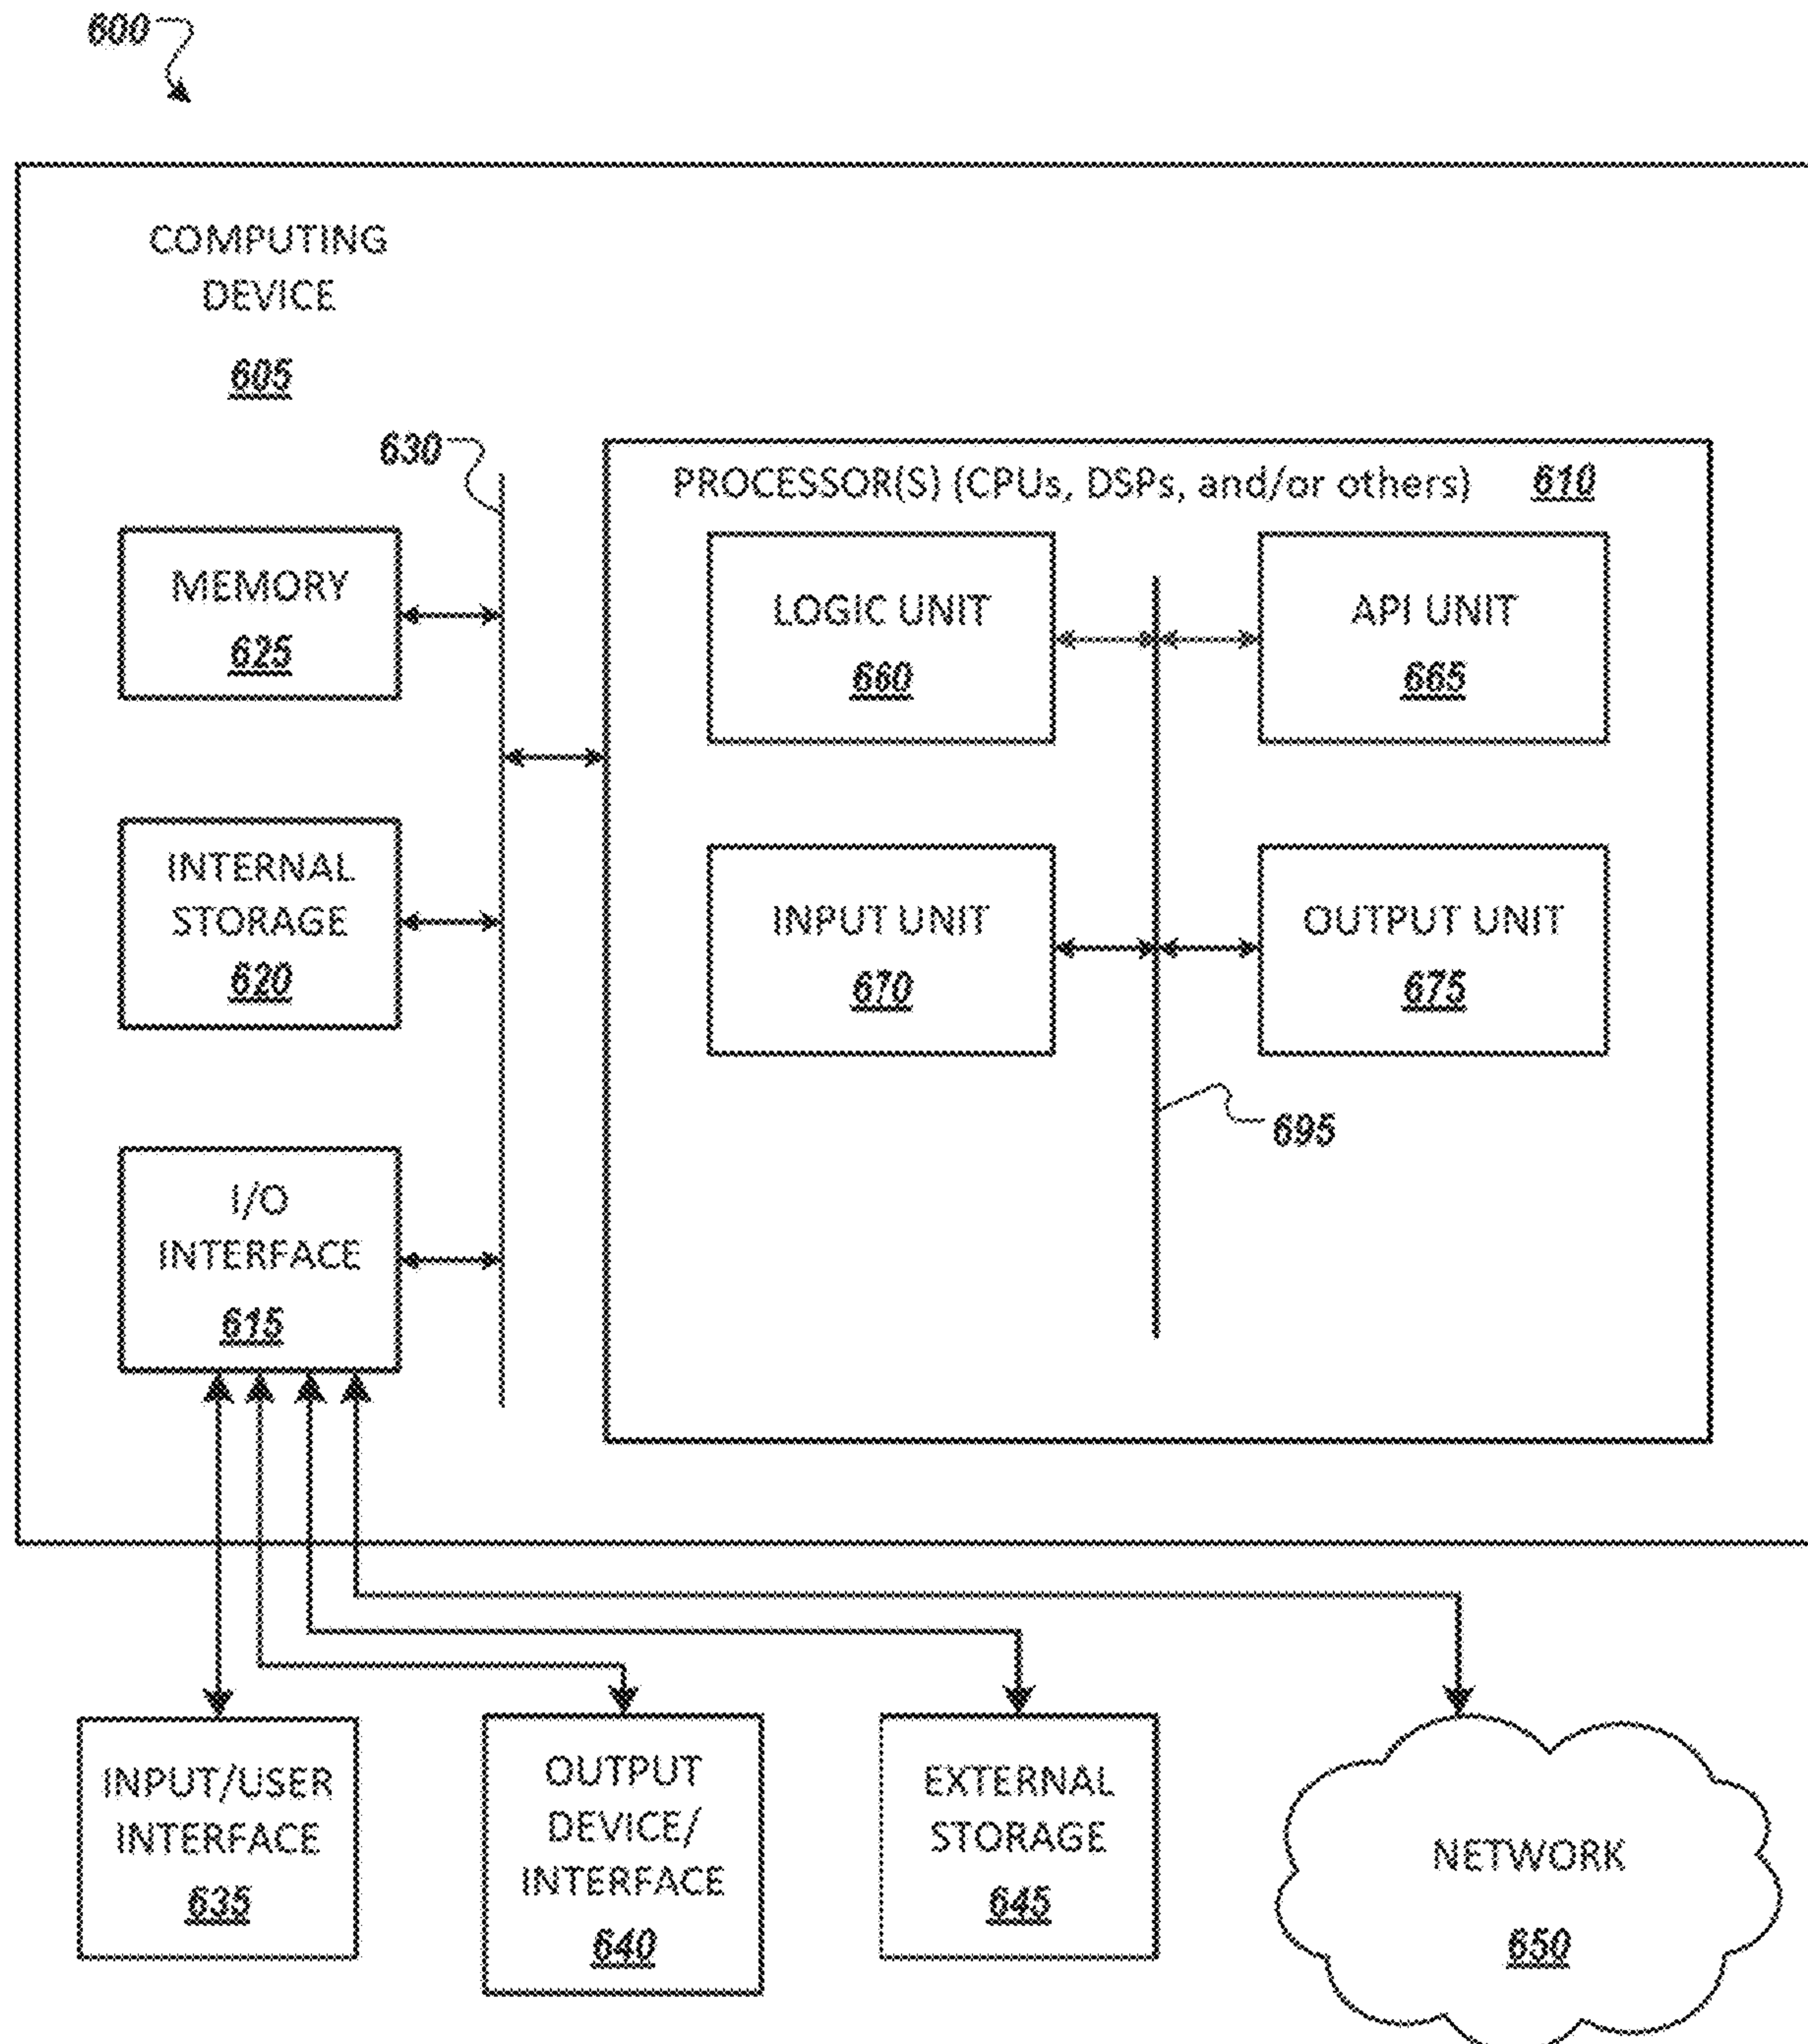 600
COMPUTING
DEVICE
605
630
PROCESSOR(S) (CPUs, DSPs, and/or others) 610
MEMORY
625
LOGIC UNIT
660
API UNIT
665
INTERNAL
STORAGE
620
INPUT UNIT
670
OUTPUT UNIT
675
695
I/O
INTERFACE
615
INPUT/USER
INTERFACE
635
OUTPUT
DEVICE/
INTERFACE
640
EXTERNAL
STORAGE
645
NETWORK
650